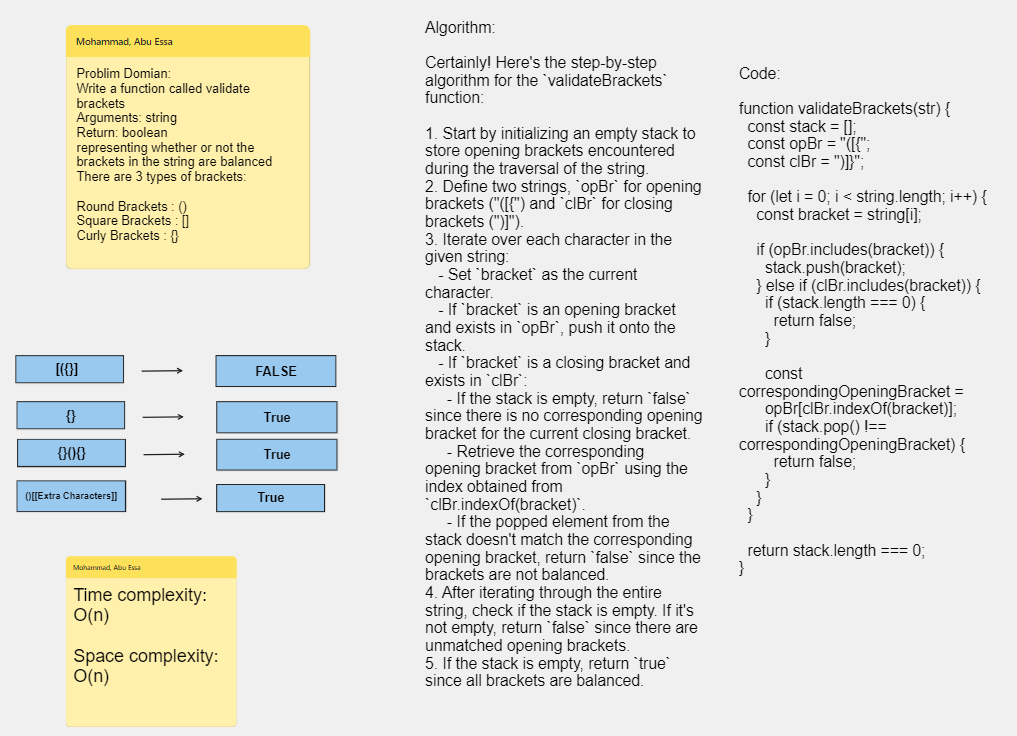 Mohammad, Abu Essa
Problim Domian:
Write a function called validate
brackets
Arguments: string
Return: boolean
representing whether or not the
brackets in the string are balanced
There are 3 types of brackets:
Round Brackets : ()
Square Brackets : []
Curly Brackets : {}
[({}]
FALSE
{}
True
{}(){}
True
()[[Extra Characters]]
True
Mohammad, Abu Essa
Time complexity:
O(n)
Space complexity:
O(n)
Algorithm:
Certainly! Here's the step-by-step
algorithm for the `validateBrackets`
function:
1. Start by initializing an empty stack to
store opening brackets encountered
during the traversal of the string.
2. Define two strings, `opBr` for opening
brackets ("([{") and `clBr` for closing
brackets (")]").
3. Iterate over each character in the
given string:
- Set `bracket` as the current
character.
- If `bracket` is an opening bracket
and exists in `opBr`, push it onto the
stack.
- If `bracket` is a closing bracket and
exists in `clBr`:
- If the stack is empty, return `false`
since there is no corresponding opening
bracket for the current closing bracket.
- Retrieve the corresponding
opening bracket from `opBr` using the
index obtained from
`clBr.indexOf(bracket)`.
- If the popped element from the
stack doesn't match the corresponding
opening bracket, return `false` since the
brackets are not balanced.
4. After iterating through the entire
string, check if the stack is empty. If it's
not empty, return `false` since there are
unmatched opening brackets.
5. If the stack is empty, return `true`
since all brackets are balanced.
Code:
function validateBrackets(str) {
const stack = [];
const opBr = "([{";
const clBr = ")]}";
for (let i = 0; i < string.length; i++) {
const bracket = string[i];
if (opBr.includes(bracket)) {
stack.push(bracket);
} else if (clBr.includes(bracket)) {
if (stack.length === 0) {
return false;
}
const
correspondingOpeningBracket =
opBr[clBr.indexOf(bracket)];
if (stack.pop() !==
correspondingOpeningBracket) {
return false;
}
}
}
return stack.length === 0;
}